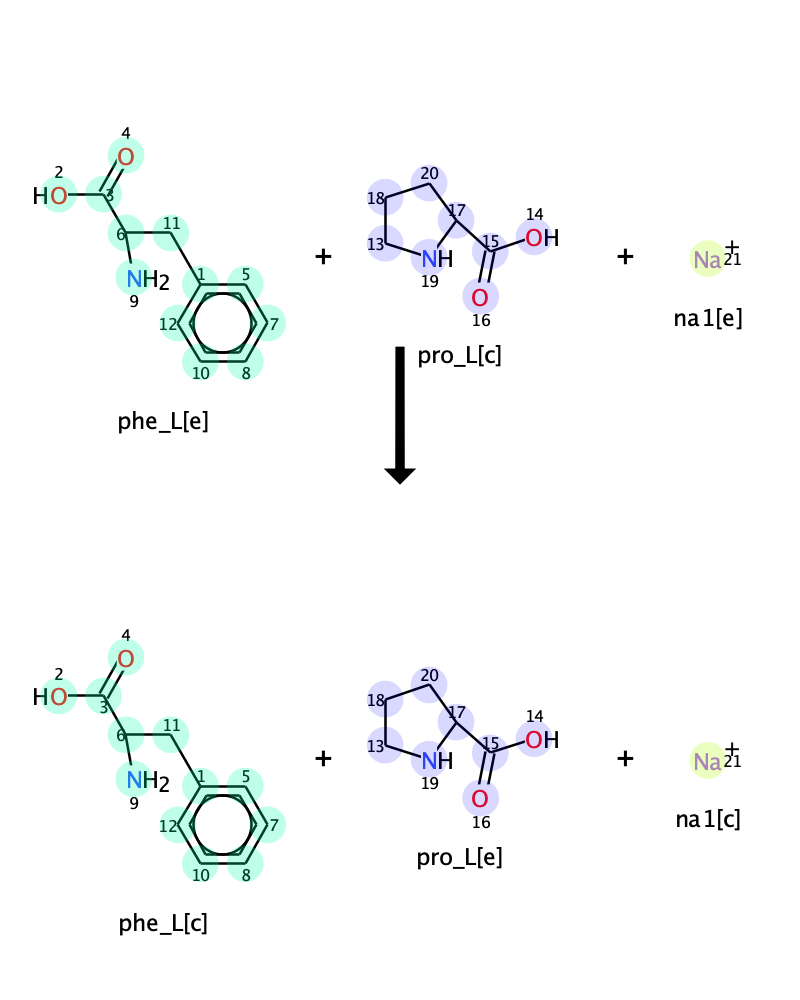 4
2
HO 3
6 11
NH2
9
1 5
12 7
10 8
phe_L[e]
+
20
18
17
14
13
15 OH
NH
19
O
16
pro_L[c]
+
Na+
21
na1[e]
4
O
2
HO
3
6 11
NH2
9
1 5
12 7
10 8
phe_L[c]
+
20
18
17
14
13
15 OH
NH
19
O
16
pro_L[e]
+
Na+
21
na1[c]